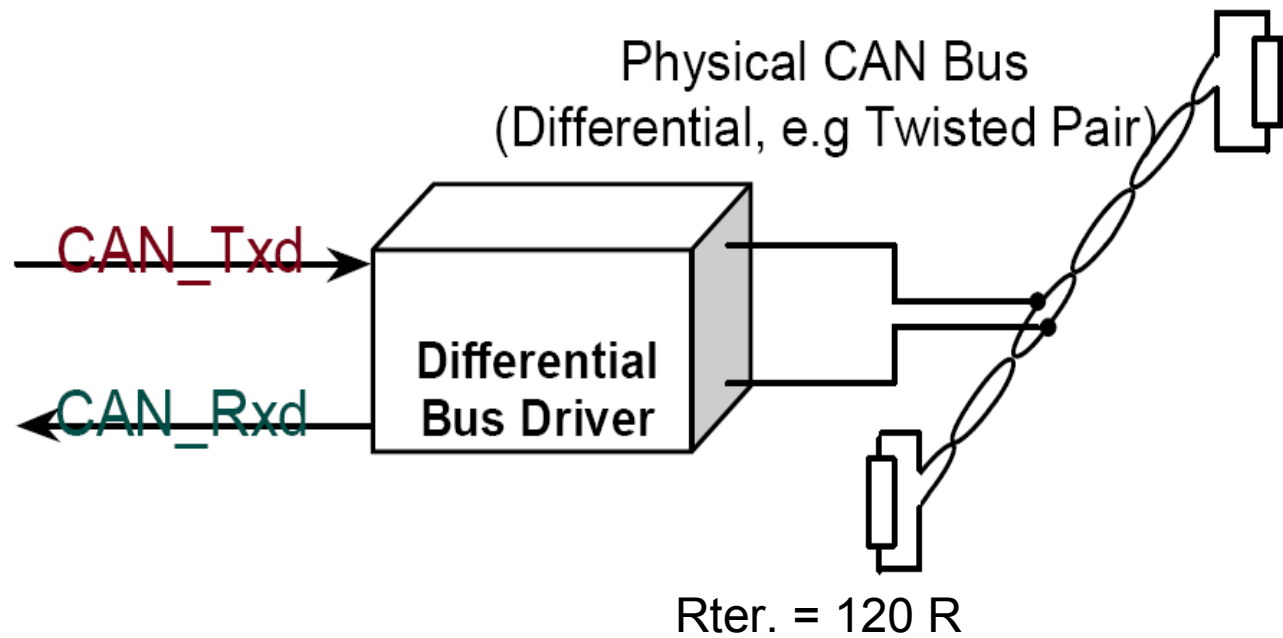 Physical CAN Bus
(Differential, e.g Twisted Pair)
CAN_Txd
Differential
Bus Driver
CAN_Rxd
Rter. = 120 R